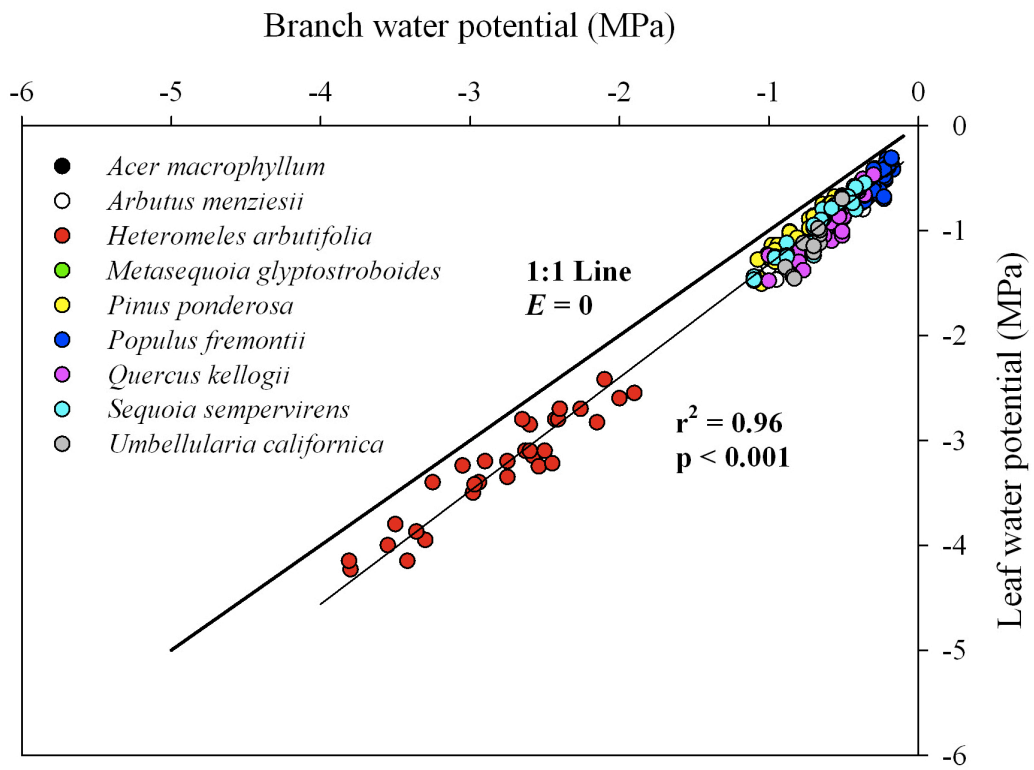 Branch water potential (MPa)
-6 -5 -4 -3 -2 -1 0
0
-1
-2
-3
-4
-5
-6
Leaf water potential (MPa)
Acer macrophyllum
Arbutus menziesii
Heteromeles arbutifolia
Metasequoia glyptostroboides
Pinus ponderosa
Populus fremontii
Quercus kellogii
Sequoia sempervirens
Umbellularia californica
1:1 Line
E = 0
r² = 0.96
p < 0.001